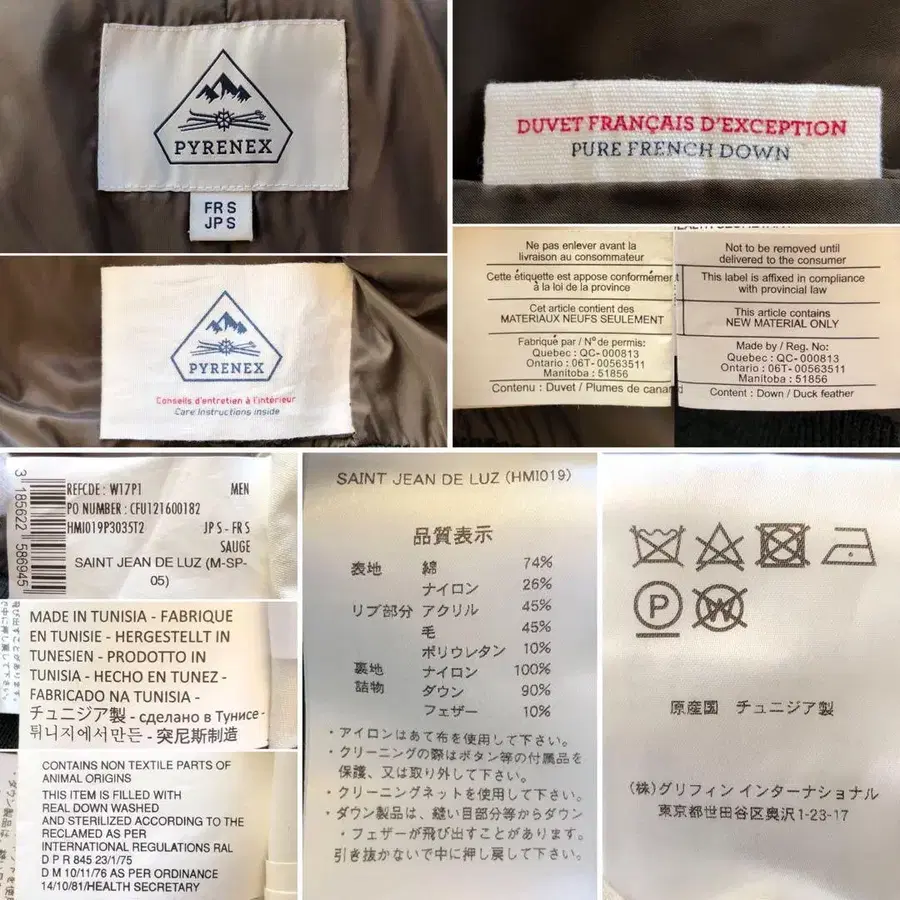 PYRENEX
FR S
JP S
DUVET FRANÇAIS D'EXCEPTION
PURE FRENCH DOWN
PYRENEX
Conseils d'entretien à l'intérieur
Care Instructions inside
Ne pas enlever avant la
livraison au consommateur
Cette étiquette est appose conformément
à la loi de la province
Cet article contient des
MATERIAUX NEUFS SEULEMENT
Fabriqué par / N° de permis:
Quebec : QC-000813
Ontario : 06T-00563511
Manitoba : 51856
Contenu : Duvet / Plumes de canar
Not to be removed until
delivered to the consumer
This label is affixed in compliance
with provincial law
This article contains
NEW MATERIAL ONLY
Made by / Reg. No:
Quebec : QC-000813
Ontario : 06T-00563511
Manitoba : 51856
Content : Down / Duck feather
3 185622 586945
REFCDE : W17P1 MEN
PO NUMBER : CFU121600182
HMI019P3035T2 JP S - FR S
SAUGE
SAINT JEAN DE LUZ (M-SP-
05)
MADE IN TUNISIA - FABRIQUE
EN TUNISIE - HERGESTELLT IN
TUNESIEN - PRODOTTO IN
TUNISIA - HECHO EN TUNEZ -
FABRICADO NA TUNISIA -
チュニジア製 - сделано в Тунисе -
튀니지에서만든 - 突尼斯制造
CONTAINS NON TEXTILE PARTS OF
ANIMAL ORIGINS
THIS ITEM IS FILLED WITH
REAL DOWN WASHED
AND STERILIZED ACCORDING TO THE
RECLAMED AS PER
INTERNATIONAL REGULATIONS RAL
D P R 845 23/1/75
D M 10/11/76 AS PER ORDINANCE
14/10/81/HEALTH SECRETARY
SAINT JEAN DE LUZ (HMI019)
品質表示
表地 綿 74%
ナイロン 26%
リブ部分 アクリル 45%
毛 45%
ポリウレタン 10%
裏地 ナイロン 100%
詰物 ダウン 90%
フェザー 10%
・アイロンはあて布を使用して下さい。
・クリーニングの際はボタン等の付属品を
保護、又は取り外して下さい。
・クリーニングネットを使用して下さい。
・ダウン製品は、縫い目部分等からダウン
・フェザーが飛び出すことがあります。
引き抜かないで中に押し戻して下さい。
P
W
原産国 チュニジア製
(株)グリフィン インターナショナル
東京都世田谷区奥沢1-23-17